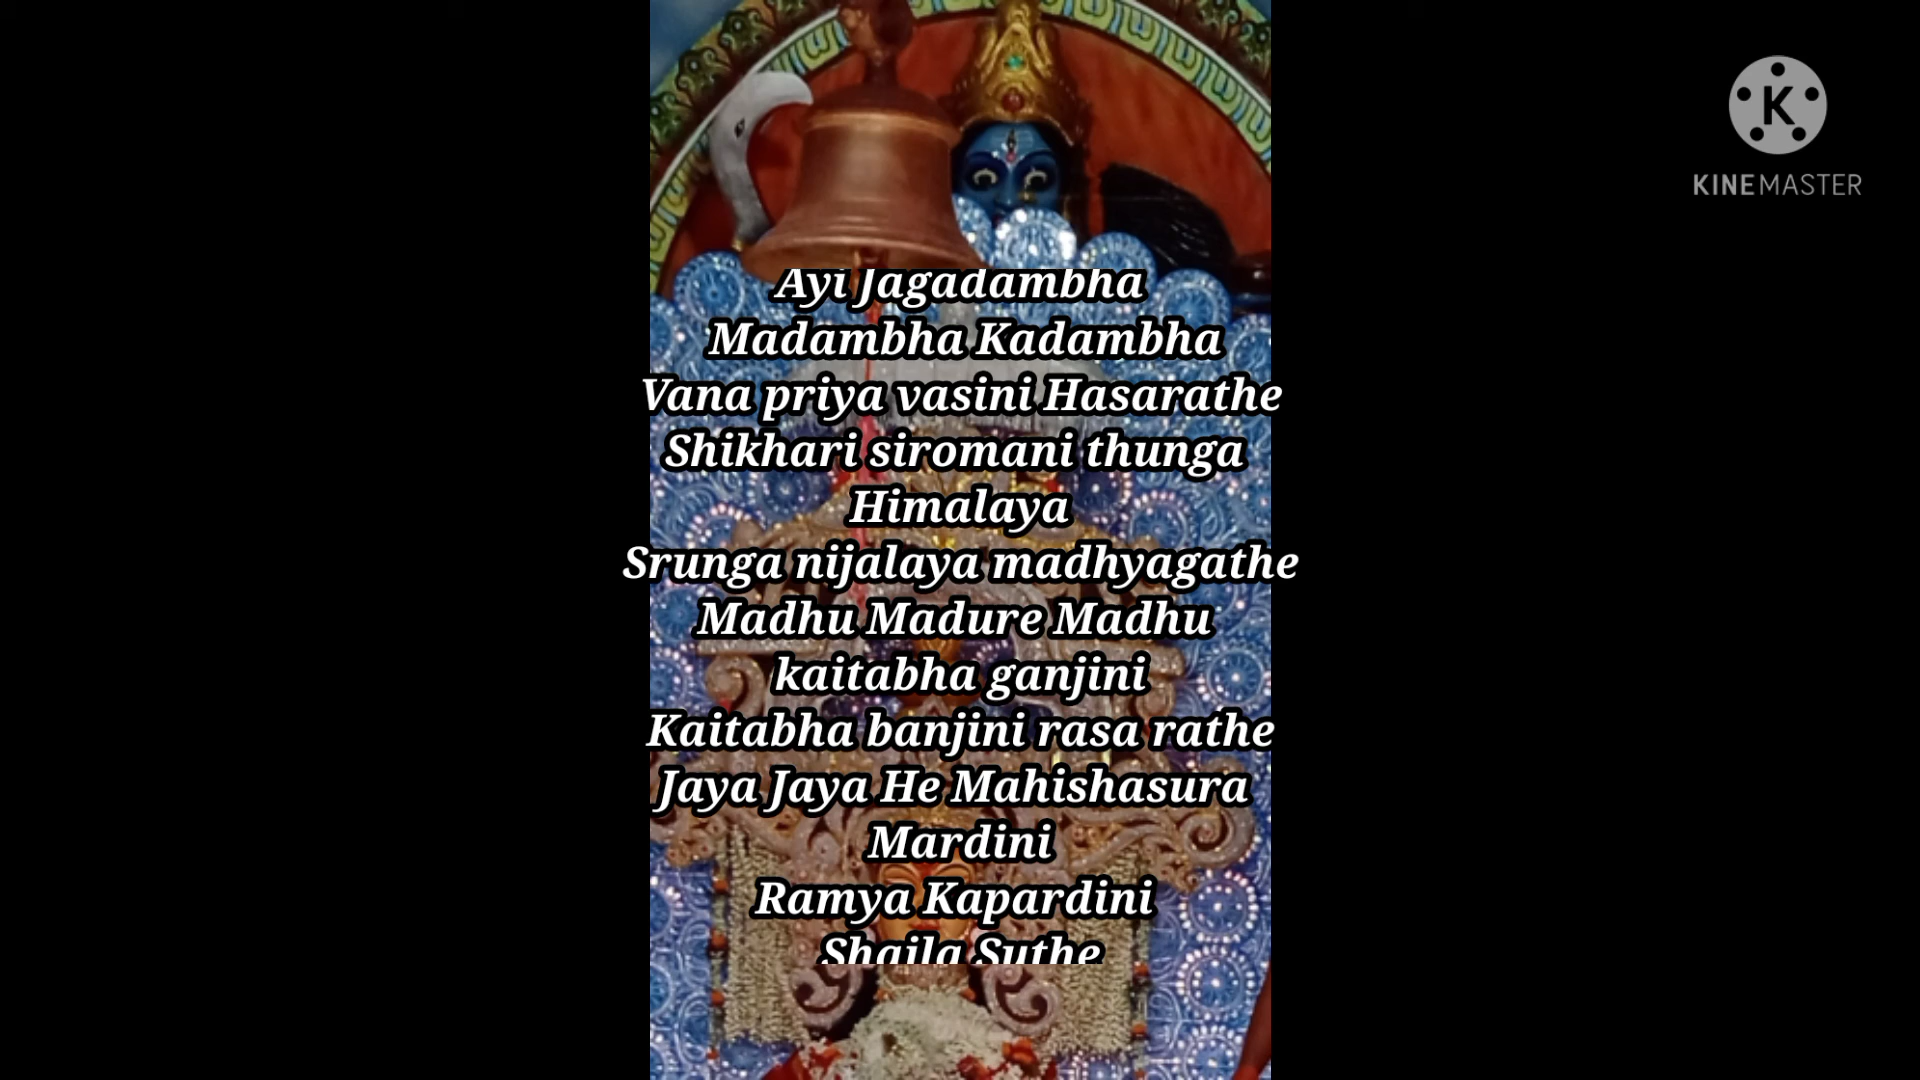 Ayi Jagadambha
Madambha Kadambha
Vana priya vasini Hasarathe
Shikhari siromani thunga
Himalaya
Srunga nijalaya madhyagathe
Madhu Madure Madhu
kaitabha ganjini
Kaitabha banjini rasa rathe
Jaya Jaya He Mahishasura
Mardini
Ramya Kapardini
Shaila Suthe
K
KINEMASTER